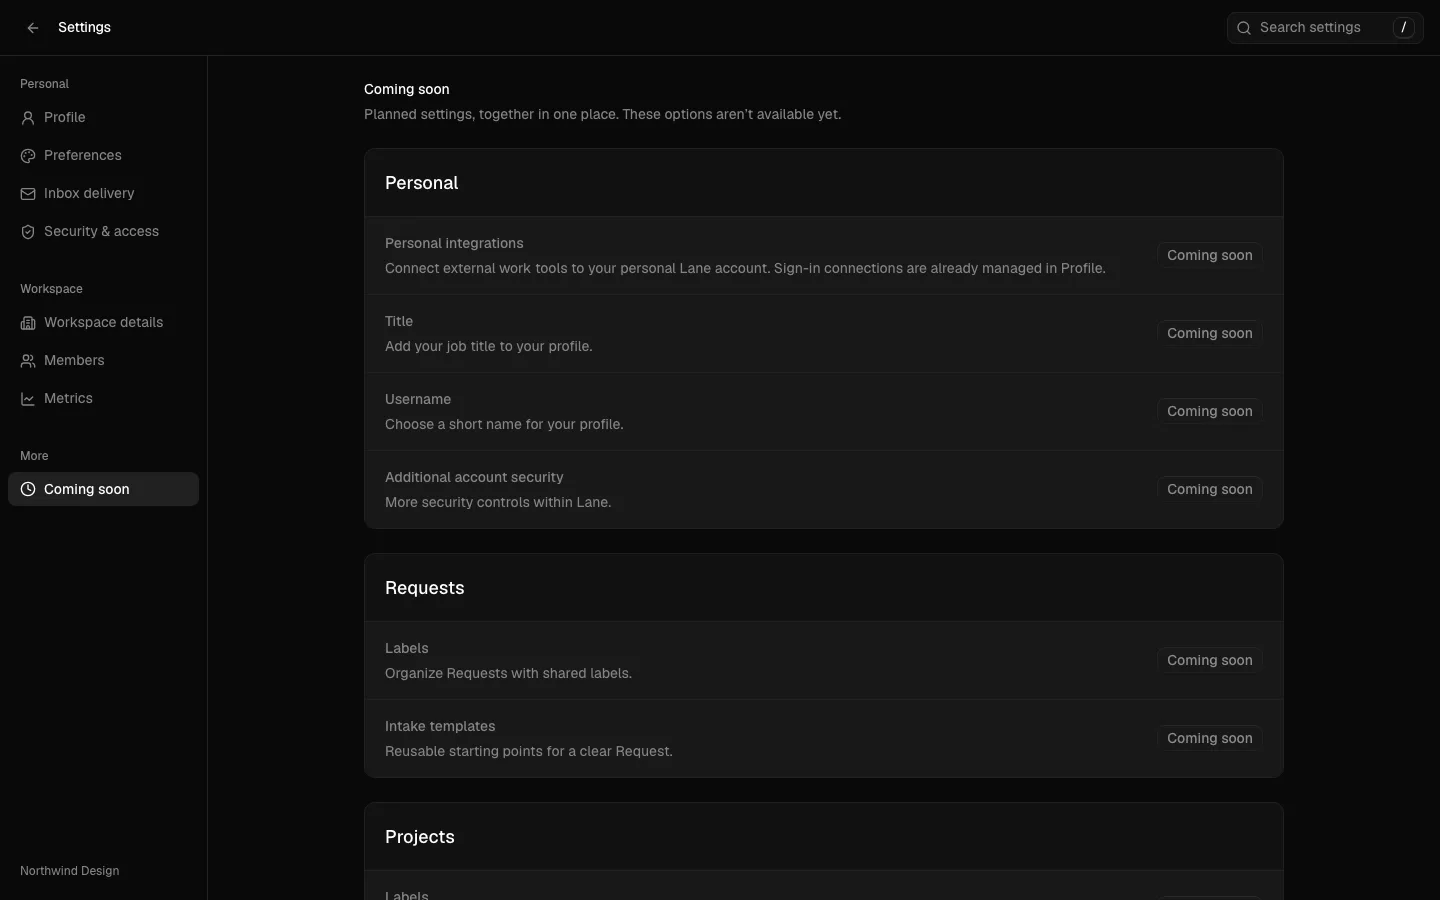 Settings
Search settings
/
Personal
Profile
Preferences
Inbox delivery
Security & access
Workspace
Workspace details
Members
Metrics
More
Coming soon
Northwind Design
Coming soon
Planned settings, together in one place. These options aren't available yet.
Personal
Personal integrations
Connect external work tools to your personal Lane account. Sign-in connections are already managed in Profile.
Coming soon
Title
Add your job title to your profile.
Coming soon
Username
Choose a short name for your profile.
Coming soon
Additional account security
More security controls within Lane.
Coming soon
Requests
Labels
Organize Requests with shared labels.
Coming soon
Intake templates
Reusable starting points for a clear Request.
Coming soon
Projects
Labels